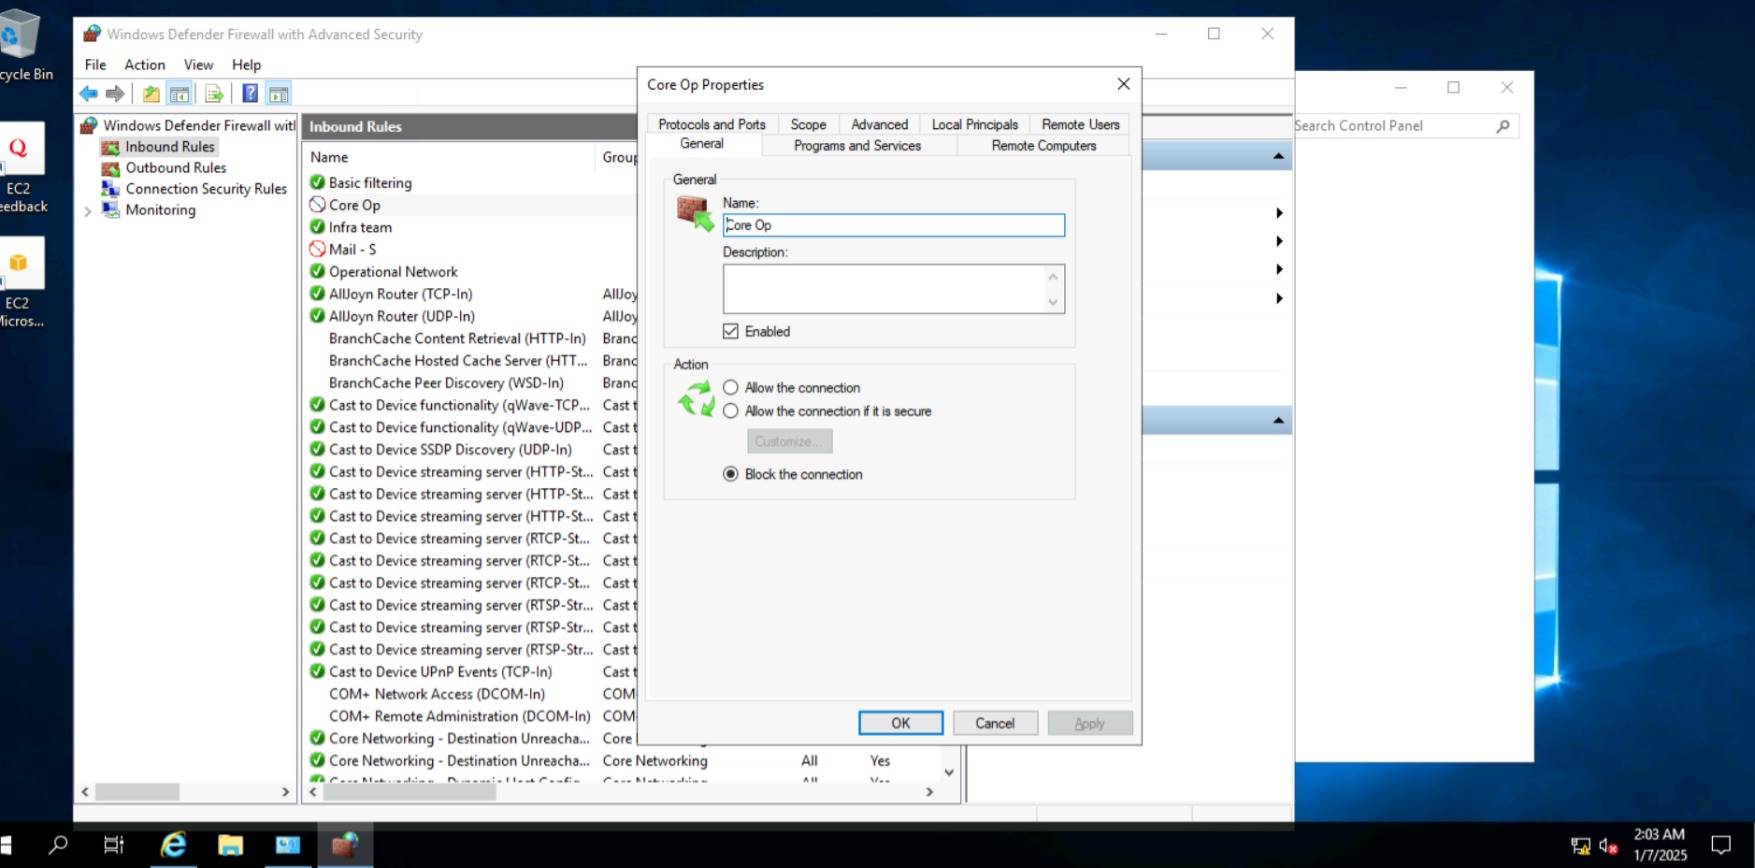 cycle Bin
EC2
eedback
EC2
Micros...
Windows Defender Firewall with Advanced Security
File Action View Help
Windows Defender Firewall witl
Inbound Rules
Outbound Rules
Connection Security Rules
Monitoring
Inbound Rules
Name Group
Basic filtering
Core Op
Infra team
Mail - S
Operational Network
AllJoyn Router (TCP-In) AllJoy
AllJoyn Router (UDP-In) AllJoy
BranchCache Content Retrieval (HTTP-In) Branc
BranchCache Hosted Cache Server (HTT... Branc
BranchCache Peer Discovery (WSD-In) Branc
Cast to Device functionality (qWave-TCP... Cast t
Cast to Device functionality (qWave-UDP... Cast t
Cast to Device SSDP Discovery (UDP-In) Cast t
Cast to Device streaming server (HTTP-St... Cast t
Cast to Device streaming server (HTTP-St... Cast t
Cast to Device streaming server (HTTP-St... Cast t
Cast to Device streaming server (RTCP-St... Cast t
Cast to Device streaming server (RTCP-St... Cast t
Cast to Device streaming server (RTCP-St... Cast t
Cast to Device streaming server (RTSP-Str... Cast t
Cast to Device streaming server (RTSP-Str... Cast t
Cast to Device streaming server (RTSP-Str... Cast t
Cast to Device UPnP Events (TCP-In) Cast t
COM+ Network Access (DCOM-In) COM
COM+ Remote Administration (DCOM-In) COM
Core Networking - Destination Unreacha... Core
Core Networking - Destination Unreacha... Core Networking All Yes
Core Op Properties
Protocols and Ports Scope Advanced Local Principals Remote Users
General Programs and Services Remote Computers
General
Name:
Core Op
Description:
Enabled
Action
Allow the connection
Allow the connection if it is secure
Customize...
Block the connection
OK Cancel Apply
Search Control Panel
2:03 AM
1/7/2025